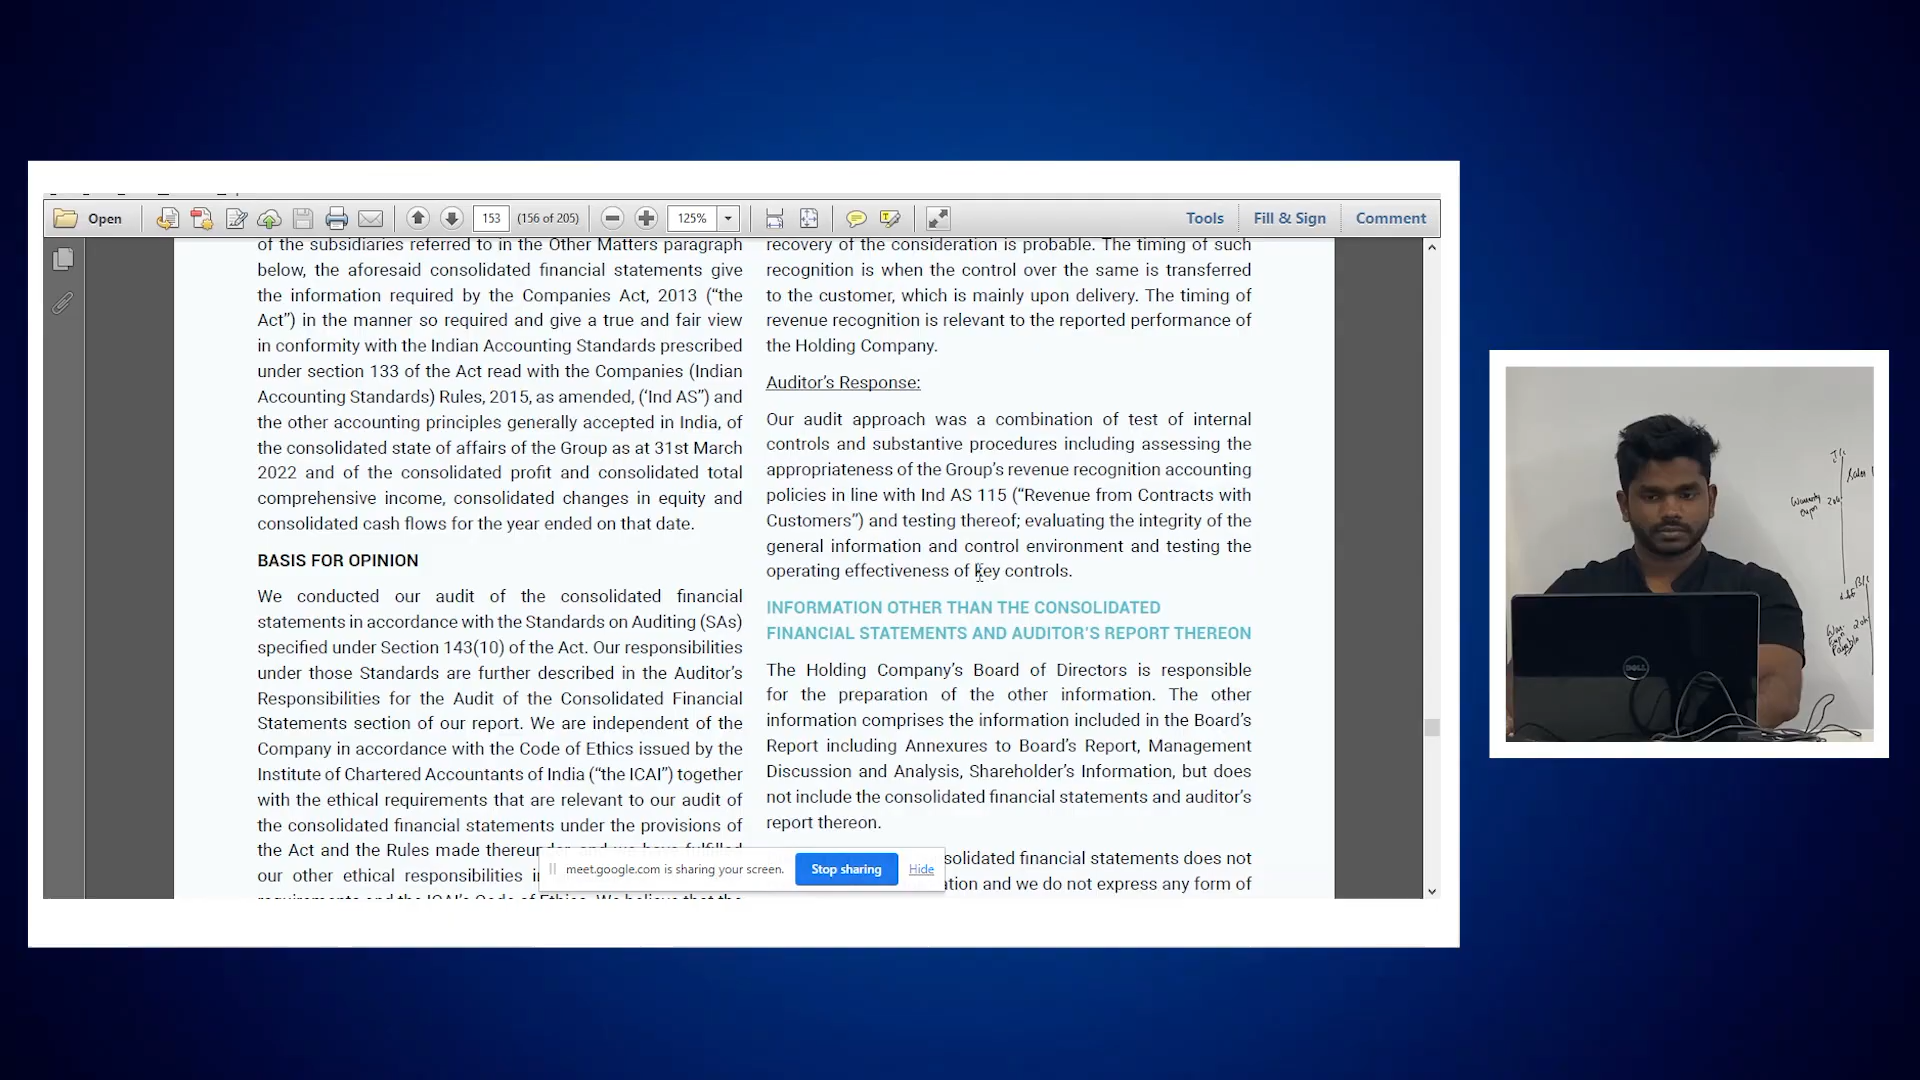 Open
153
(156 of 205)
125%
Tools
Fill & Sign
Comment
of the subsidiaries referred to in the Other Matters paragraph
below, the aforesaid consolidated financial statements give
the information required by the Companies Act, 2013 (“the
Act”) in the manner so required and give a true and fair view
in conformity with the Indian Accounting Standards prescribed
under section 133 of the Act read with the Companies (Indian
Accounting Standards) Rules, 2015, as amended, (‘Ind AS”) and
the other accounting principles generally accepted in India, of
the consolidated state of affairs of the Group as at 31st March
2022 and of the consolidated profit and consolidated total
comprehensive income, consolidated changes in equity and
consolidated cash flows for the year ended on that date.
BASIS FOR OPINION
We conducted our audit of the consolidated financial
statements in accordance with the Standards on Auditing (SAs)
specified under Section 143(10) of the Act. Our responsibilities
under those Standards are further described in the Auditor’s
Responsibilities for the Audit of the Consolidated Financial
Statements section of our report. We are independent of the
Company in accordance with the Code of Ethics issued by the
Institute of Chartered Accountants of India (“the ICAI”) together
with the ethical requirements that are relevant to our audit of
the consolidated financial statements under the provisions of
the Act and the Rules made thereunder, and we have fulfilled
our other ethical responsibilities
requirements and the ICAI’s Code of Ethics. We believe that the
recovery of the consideration is probable. The timing of such
recognition is when the control over the same is transferred
to the customer, which is mainly upon delivery. The timing of
revenue recognition is relevant to the reported performance of
the Holding Company.
Auditor’s Response:
Our audit approach was a combination of test of internal
controls and substantive procedures including assessing the
appropriateness of the Group’s revenue recognition accounting
policies in line with Ind AS 115 (“Revenue from Contracts with
Customers”) and testing thereof; evaluating the integrity of the
general information and control environment and testing the
operating effectiveness of key controls.
INFORMATION OTHER THAN THE CONSOLIDATED
FINANCIAL STATEMENTS AND AUDITOR’S REPORT THEREON
The Holding Company’s Board of Directors is responsible
for the preparation of the other information. The other
information comprises the information included in the Board’s
Report including Annexures to Board’s Report, Management
Discussion and Analysis, Shareholder’s Information, but does
not include the consolidated financial statements and auditor’s
report thereon.
solidated financial statements does not
ation and we do not express any form of
meet.google.com is sharing your screen.
Stop sharing
Hide
Sales
Warranty
DELL
Payable